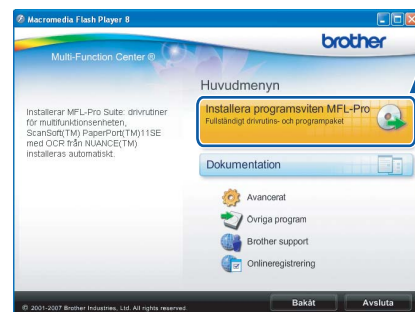 Macromedia Flash Player 8
brother
Multi-Function Center ®
Huvudmenyn
Installerar MFL-Pro Suite: drivrutiner
för multifunktionsenheten,
ScanSoft(TM) PaperPort(TM)11SE
med OCR från NUANCE(TM)
installeras automatiskt.
Installera programsviten MFL-Pro
Fullständigt drivrutins- och programpaket
Dokumentation
Avancerat
Övriga program
Brother support
Onlineregistrering
© 2001-2007 Brother Industries, Ltd. All rights reserved.
Bakåt
Avsluta